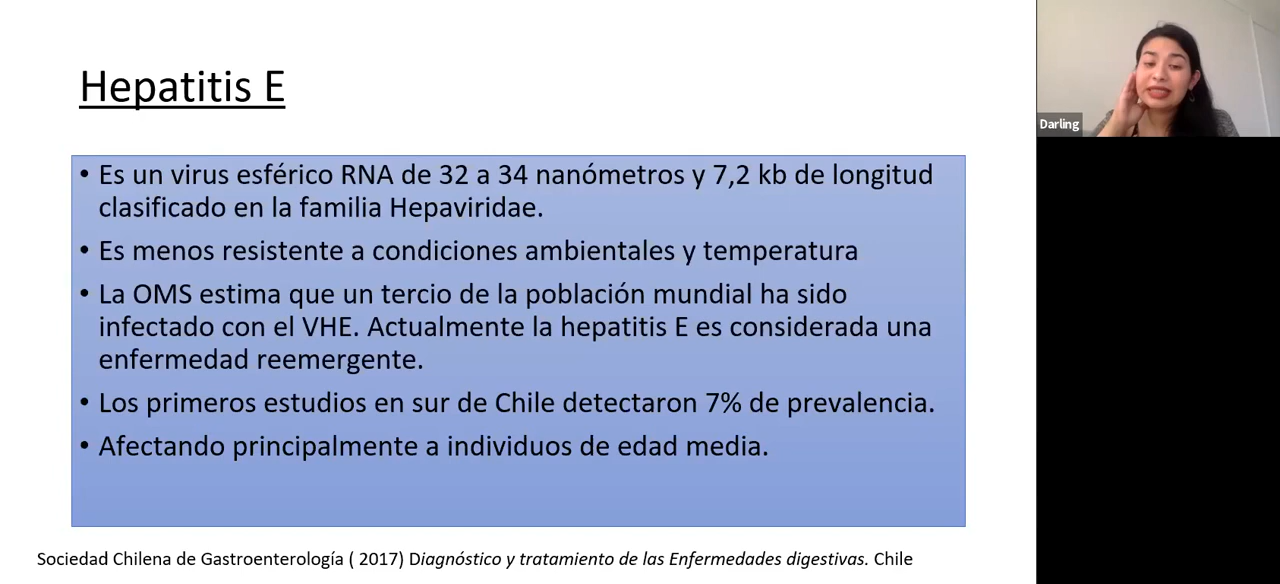 Hepatitis E
• Es un virus esférico RNA de 32 a 34 nanómetros y 7,2 kb de longitud
clasificado en la familia Hepaviridae.
• Es menos resistente a condiciones ambientales y temperatura
• La OMS estima que un tercio de la población mundial ha sido
infectado con el VHE. Actualmente la hepatitis E es considerada una
enfermedad reemergente.
• Los primeros estudios en sur de Chile detectaron 7% de prevalencia.
• Afectando principalmente a individuos de edad media.
Sociedad Chilena de Gastroenterología ( 2017) Diagnóstico y tratamiento de las Enfermedades digestivas. Chile
Darling